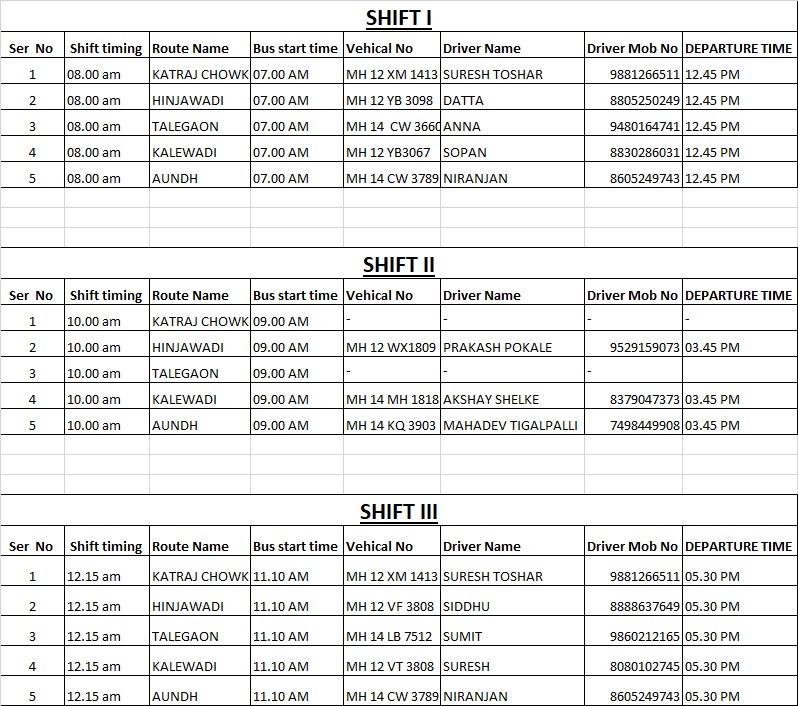 SHIFT I
Ser No Shift timing Route Name Bus start time Vehical No Driver Name Driver Mob No DEPARTURE TIME
1 08.00 am KATRAJ CHOWK 07.00 AM MH 12 XM 1413 SURESH TOSHAR 9881266511 12.45 PM
2 08.00 am HINJAWADI 07.00 AM MH 12 YB 3098 DATTA 8805250249 12.45 PM
3 08.00 am TALEGAON 07.00 AM MH 14 CW 3660 ANNA 9480164741 12.45 PM
4 08.00 am KALEWADI 07.00 AM MH 12 YB3067 SOPAN 8830286031 12.45 PM
5 08.00 am AUNDH 07.00 AM MH 14 CW 3789 NIRANJAN 8605249743 12.45 PM
SHIFT II
Ser No Shift timing Route Name Bus start time Vehical No Driver Name Driver Mob No DEPARTURE TIME
1 10.00 am KATRAJ CHOWK 09.00 AM - - - -
2 10.00 am HINJAWADI 09.00 AM MH 12 WX1809 PRAKASH POKALE 9529159073 03.45 PM
3 10.00 am TALEGAON 09.00 AM - - -
4 10.00 am KALEWADI 09.00 AM MH 14 MH 1818 AKSHAY SHELKE 8379047373 03.45 PM
5 10.00 am AUNDH 09.00 AM MH 14 KQ 3903 MAHADEV TIGALPALLI 7498449908 03.45 PM
SHIFT III
Ser No Shift timing Route Name Bus start time Vehical No Driver Name Driver Mob No DEPARTURE TIME
1 12.15 am KATRAJ CHOWK 11.10 AM MH 12 XM 1413 SURESH TOSHAR 9881266511 05.30 PM
2 12.15 am HINJAWADI 11.10 AM MH 12 VF 3808 SIDDHU 8888637649 05.30 PM
3 12.15 am TALEGAON 11.10 AM MH 14 LB 7512 SUMIT 9860212165 05.30 PM
4 12.15 am KALEWADI 11.10 AM MH 12 VT 3808 SURESH 8080102745 05.30 PM
5 12.15 am AUNDH 11.10 AM MH 14 CW 3789 NIRANJAN 8605249743 05.30 PM